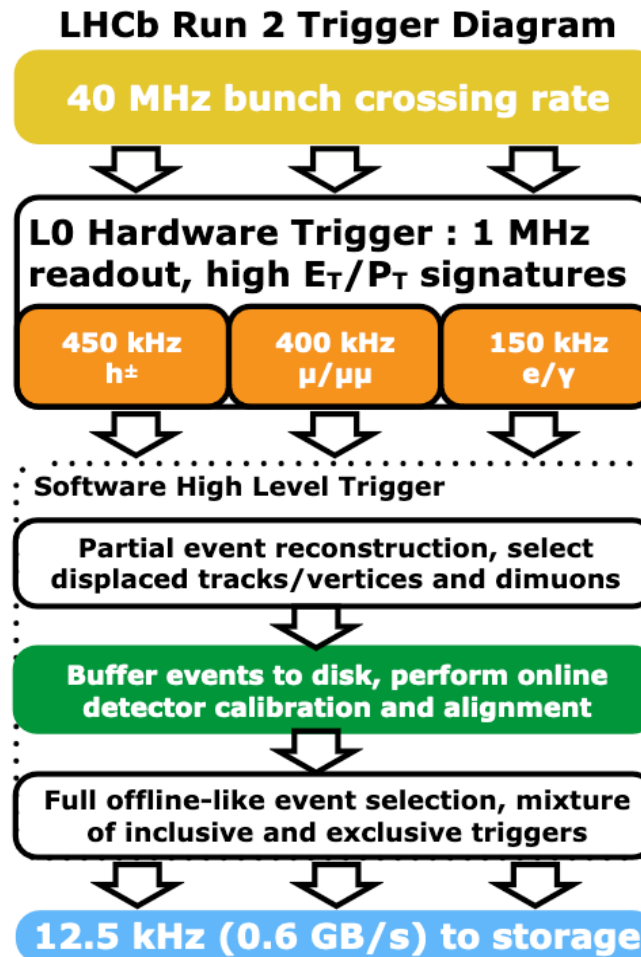 LHCb Run 2 Trigger Diagram
40 MHz bunch crossing rate
L0 Hardware Trigger : 1 MHz
readout, high E_T/P_T signatures
450 kHz
h±
400 kHz
μ/μμ
150 kHz
e/γ
Software High Level Trigger
Partial event reconstruction, select
displaced tracks/vertices and dimuons
Buffer events to disk, perform online
detector calibration and alignment
Full offline-like event selection, mixture
of inclusive and exclusive triggers
12.5 kHz (0.6 GB/s) to storage